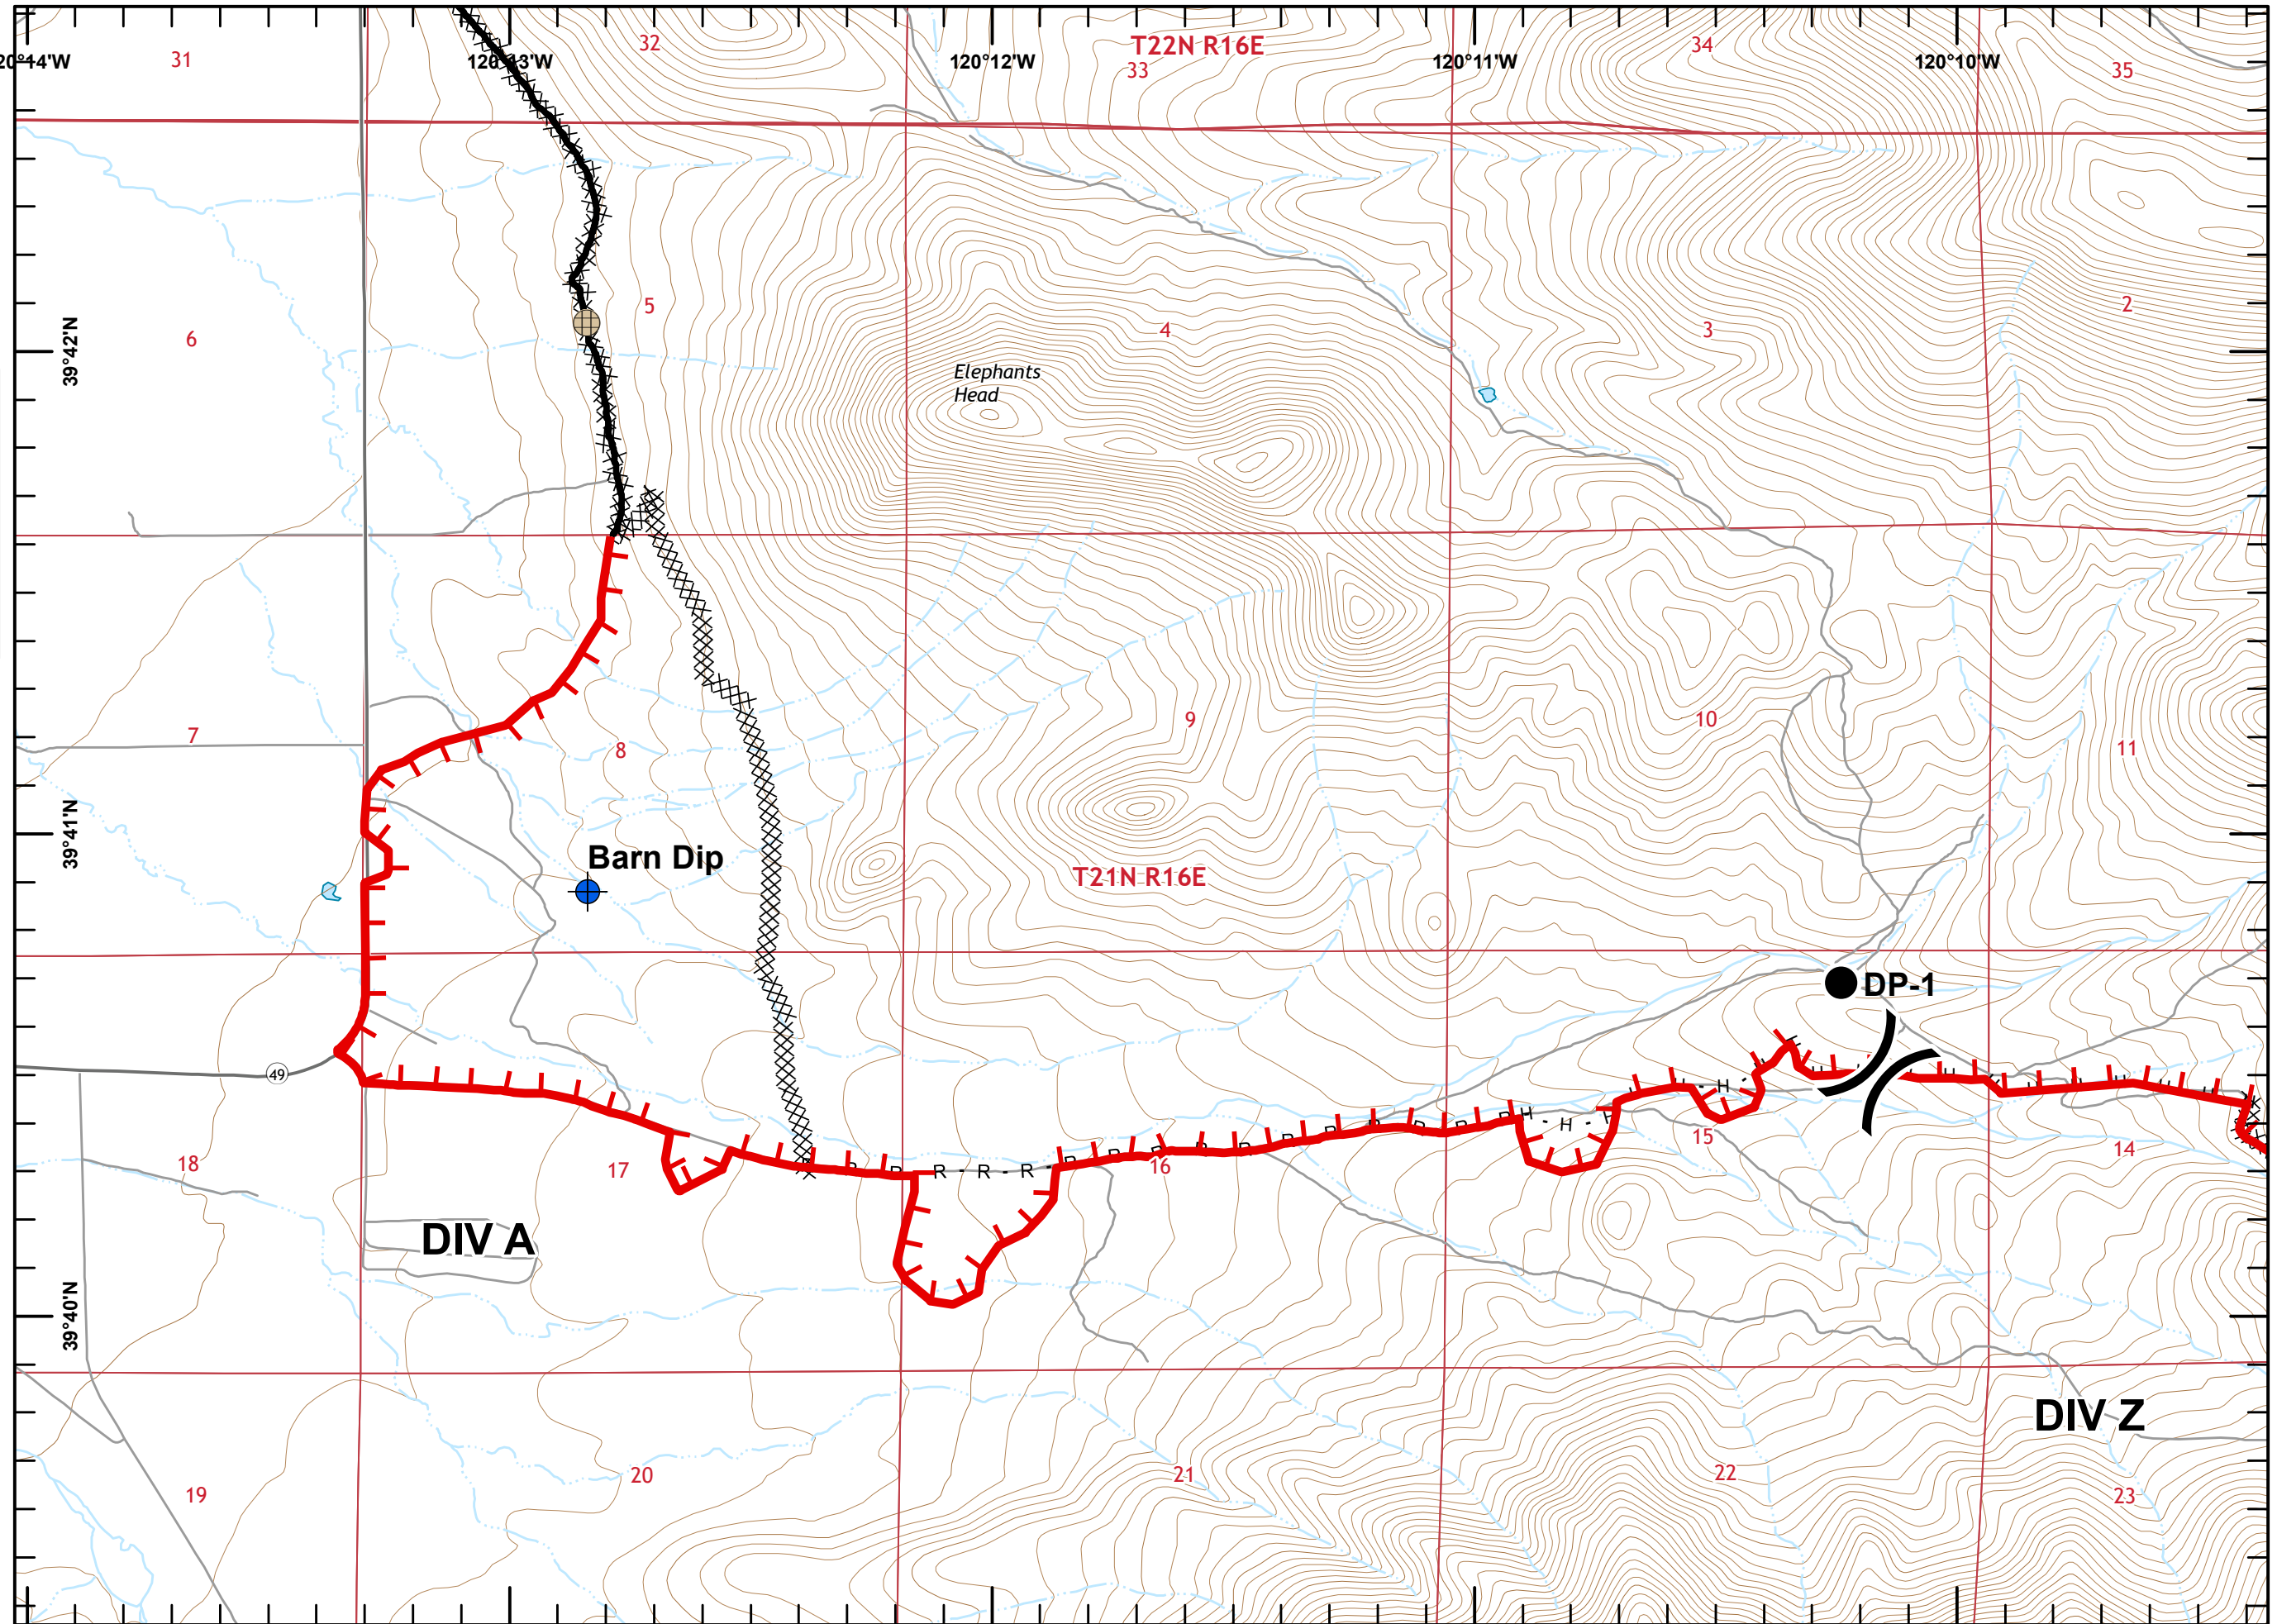 31
32
T22N R16E
33
34
35
20°14'W
120°13'W
120°12'W
120°11'W
120°10'W
39°42'N
6
5
4
3
2
Elephants
Head
7
8
9
10
11
39°41'N
Barn Dip
T21N R16E
DP-1
49
18
17
16
15
14
R R R - R - R - R R R R R R R R R R
H - H - H
H - H -
H
DIV A
39°40'N
DIV Z
19
20
21
22
23